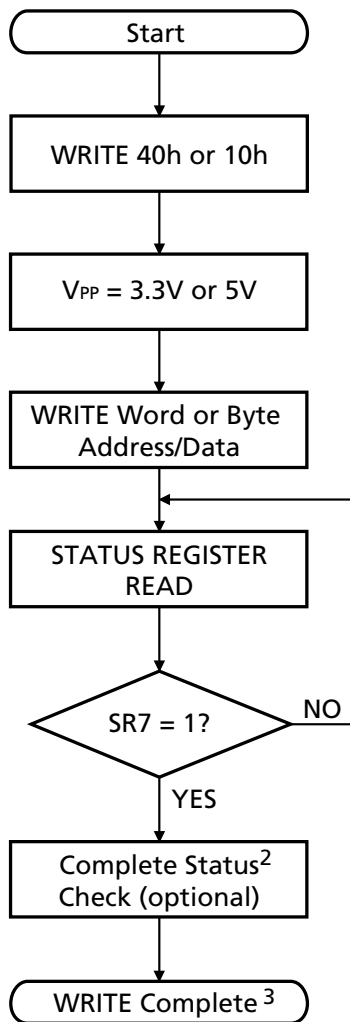 Start
WRITE 40h or 10h
VPP = 3.3V or 5V
WRITE Word or Byte
Address/Data
STATUS REGISTER
READ
SR7 = 1?
NO
YES
Complete Status2
Check (optional)
WRITE Complete 3